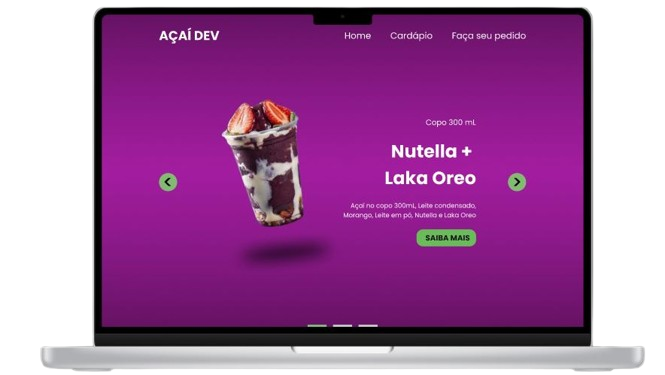 AÇAÍ DEV
Home Cardápio Faça seu pedido
Copo 300 mL
Nutella +
Laka Oreo
Açaí no copo 300mL, Leite condensado,
Morango, Leite em pó, Nutella e Laka Oreo
SAIBA MAIS